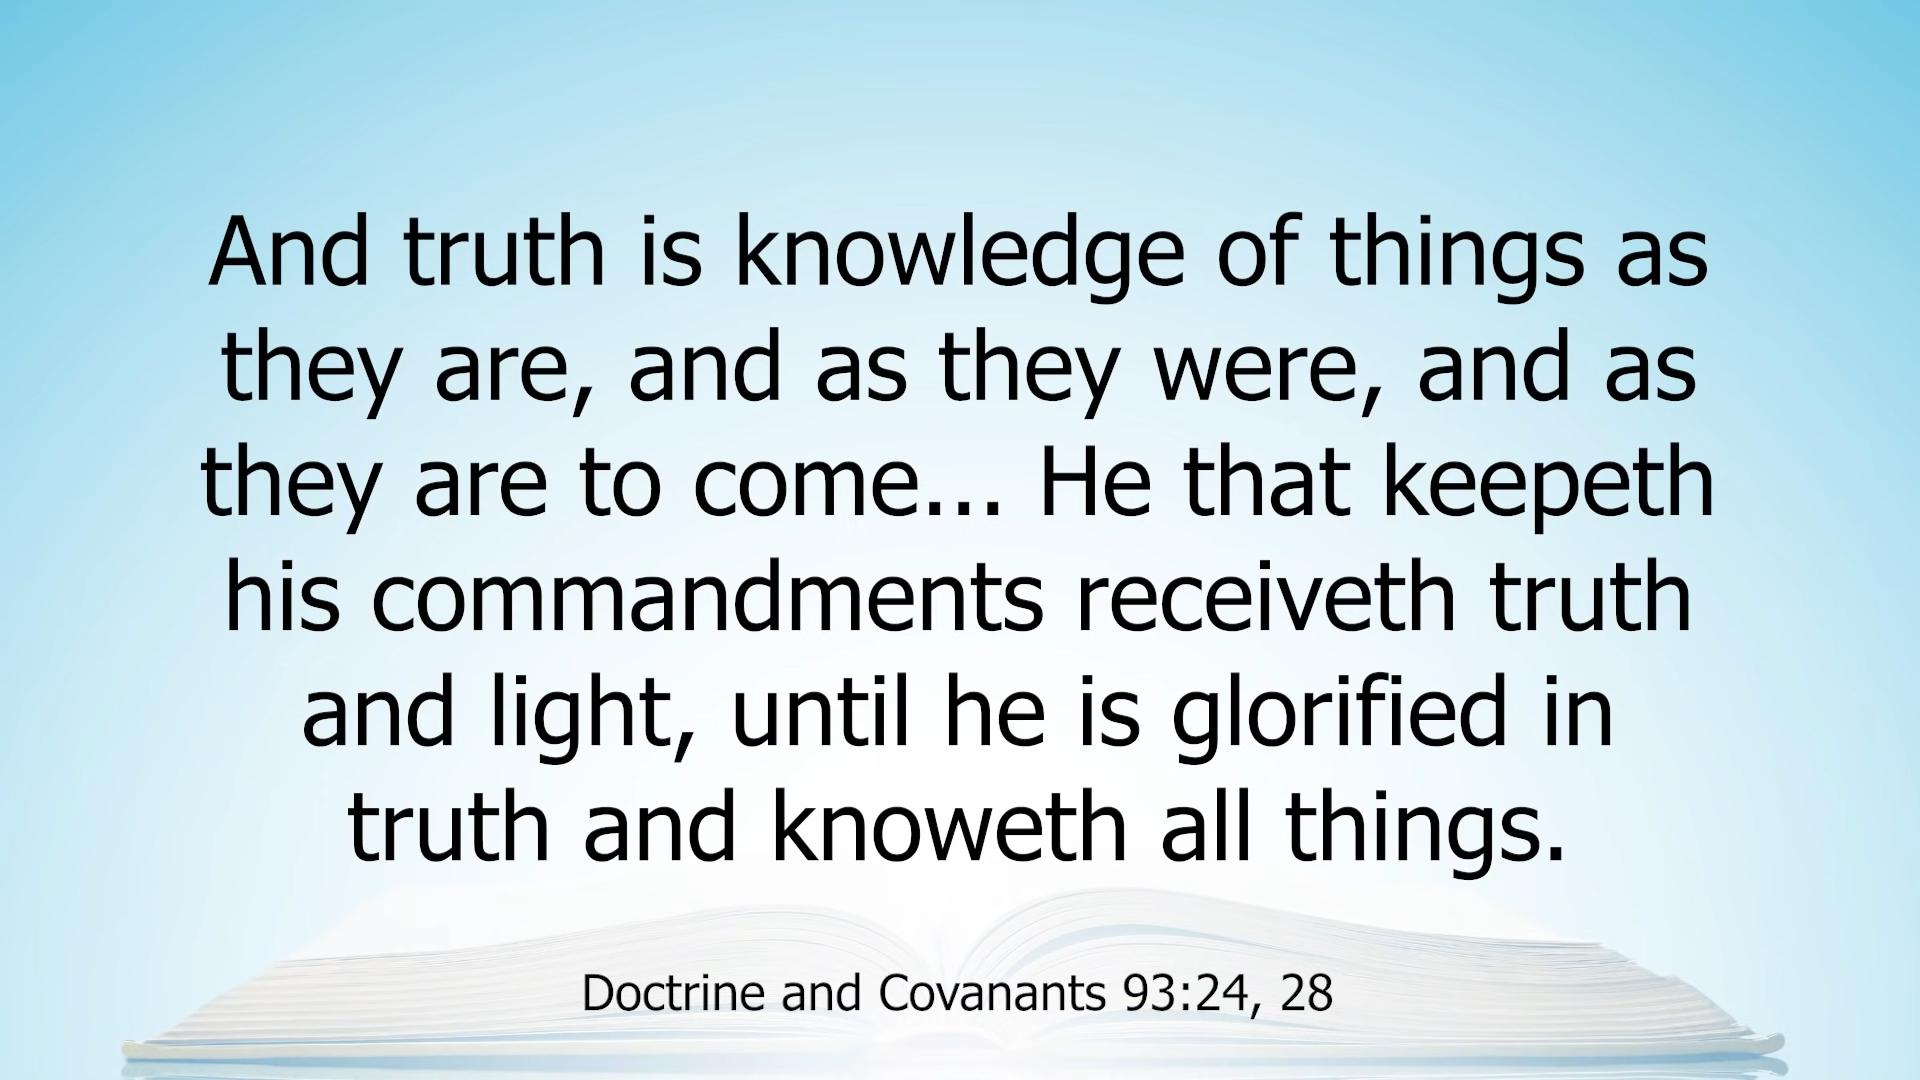 And truth is knowledge of things as
they are, and as they were, and as
they are to come... He that keepeth
his commandments receiveth truth
and light, until he is glorified in
truth and knoweth all things.
Doctrine and Covanants 93:24, 28